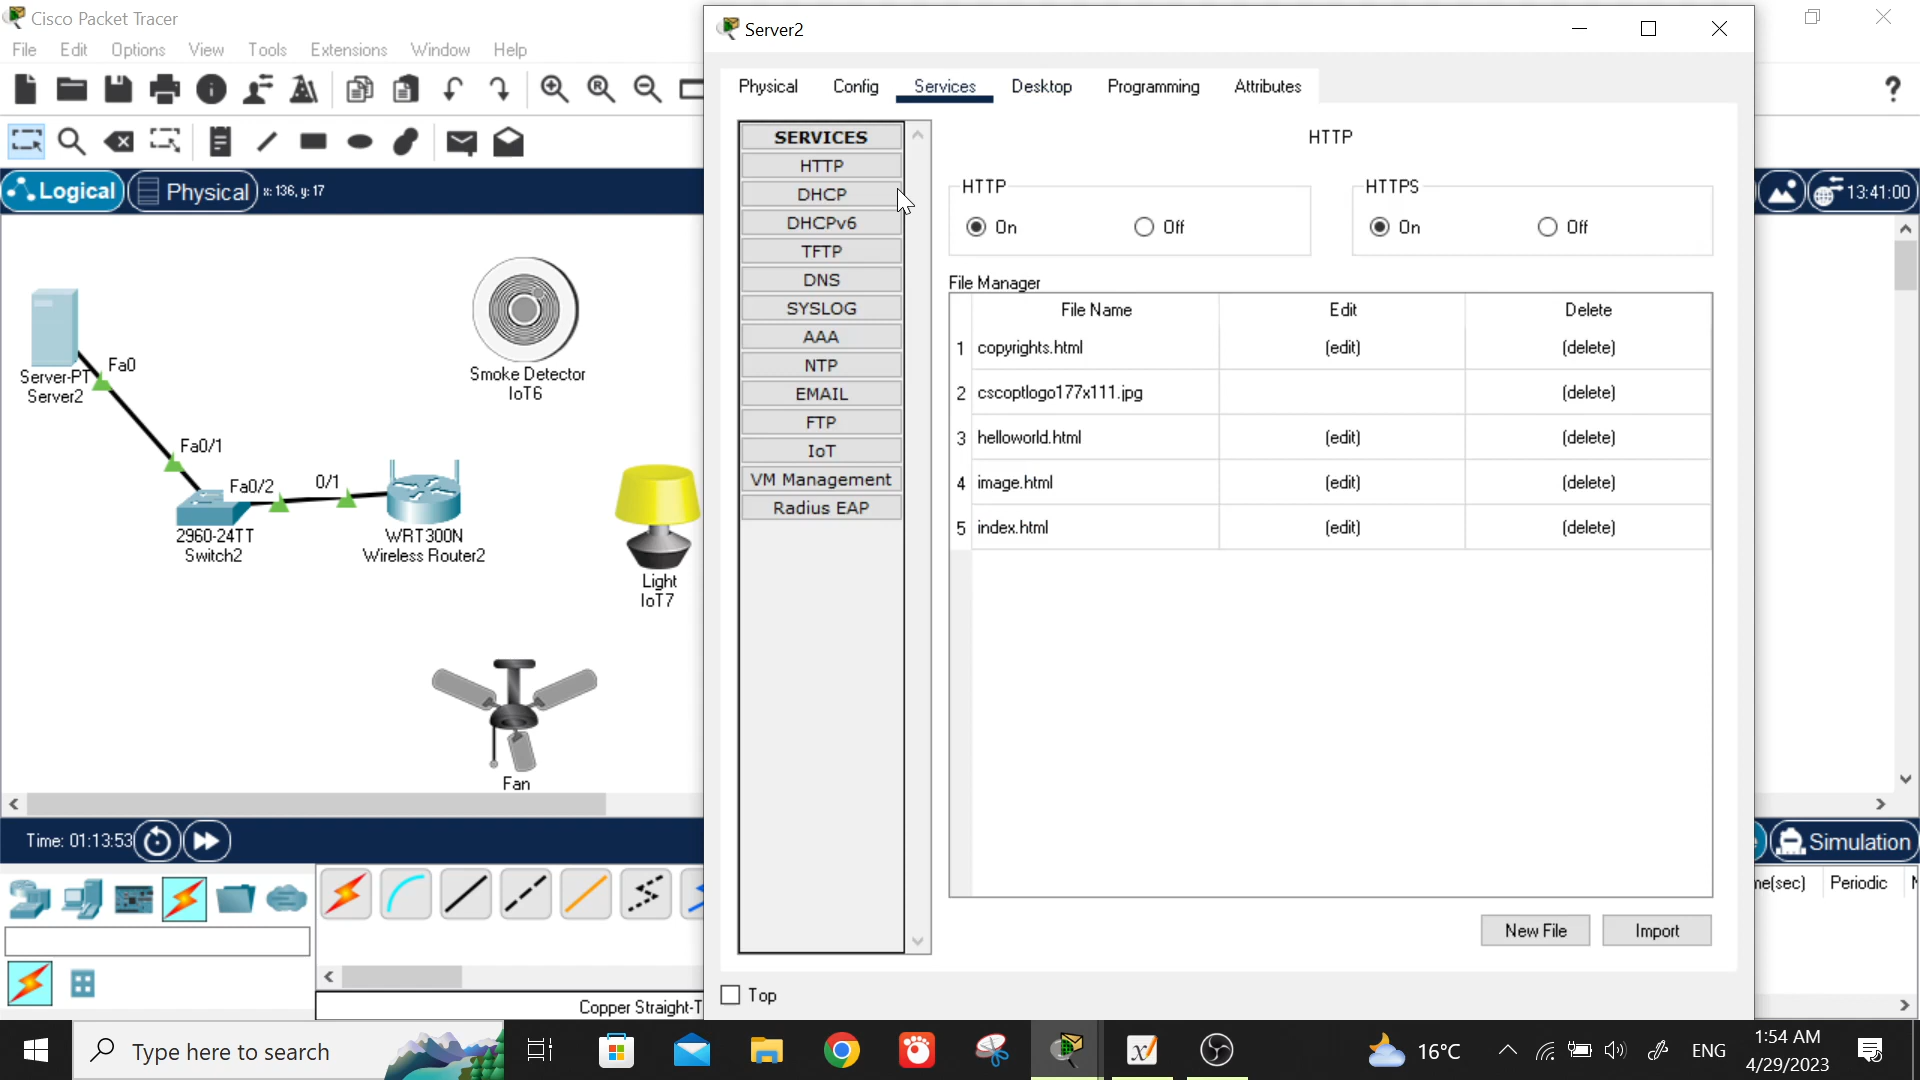 Cisco Packet Tracer
File Edit Options View Tools Extensions Window Help
Logical
Physical
x: 136, y: 17
Server-PT
Server2
Fa0
Fa0/1
Fa0/2
0/1
2960-24TT
Switch2
WRT300N
Wireless Router2
Smoke Detector
IoT6
Light
IoT7
Fan
Time: 01:13:53
Copper Straight-T
Server2
Physical Config Services Desktop Programming Attributes
SERVICES
HTTP
DHCP
DHCPv6
TFTP
DNS
SYSLOG
AAA
NTP
EMAIL
FTP
IoT
VM Management
Radius EAP
HTTP
HTTP
On Off
HTTPS
On Off
File Manager
File Name Edit Delete
1 copyrights.html (edit) (delete)
2 cscoptlogo177x111.jpg (delete)
3 helloworld.html (edit) (delete)
4 image.html (edit) (delete)
5 index.html (edit) (delete)
New File Import
Top
?
13:41:00
Simulation
me(sec) Periodic
Type here to search
16°C
ENG
1:54 AM
4/29/2023